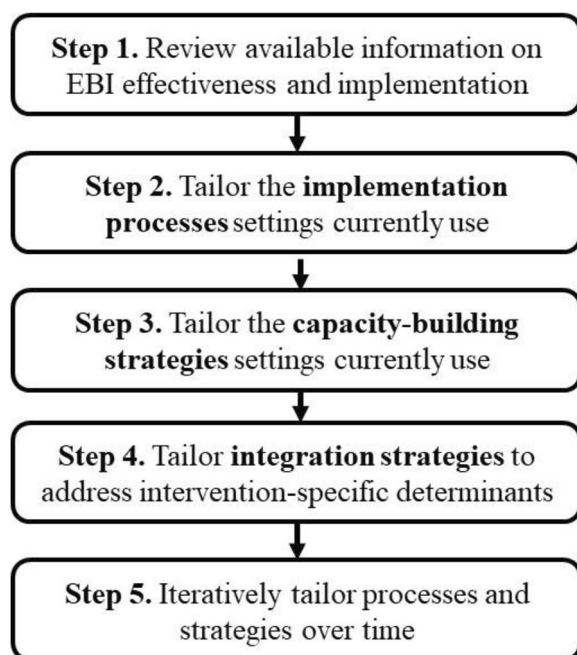 Step 1. Review available information on
EBI effectiveness and implementation
Step 2. Tailor the implementation
processes settings currently use
Step 3. Tailor the capacity-building
strategies settings currently use
Step 4. Tailor integration strategies to
address intervention-specific determinants
Step 5. Iteratively tailor processes and
strategies over time